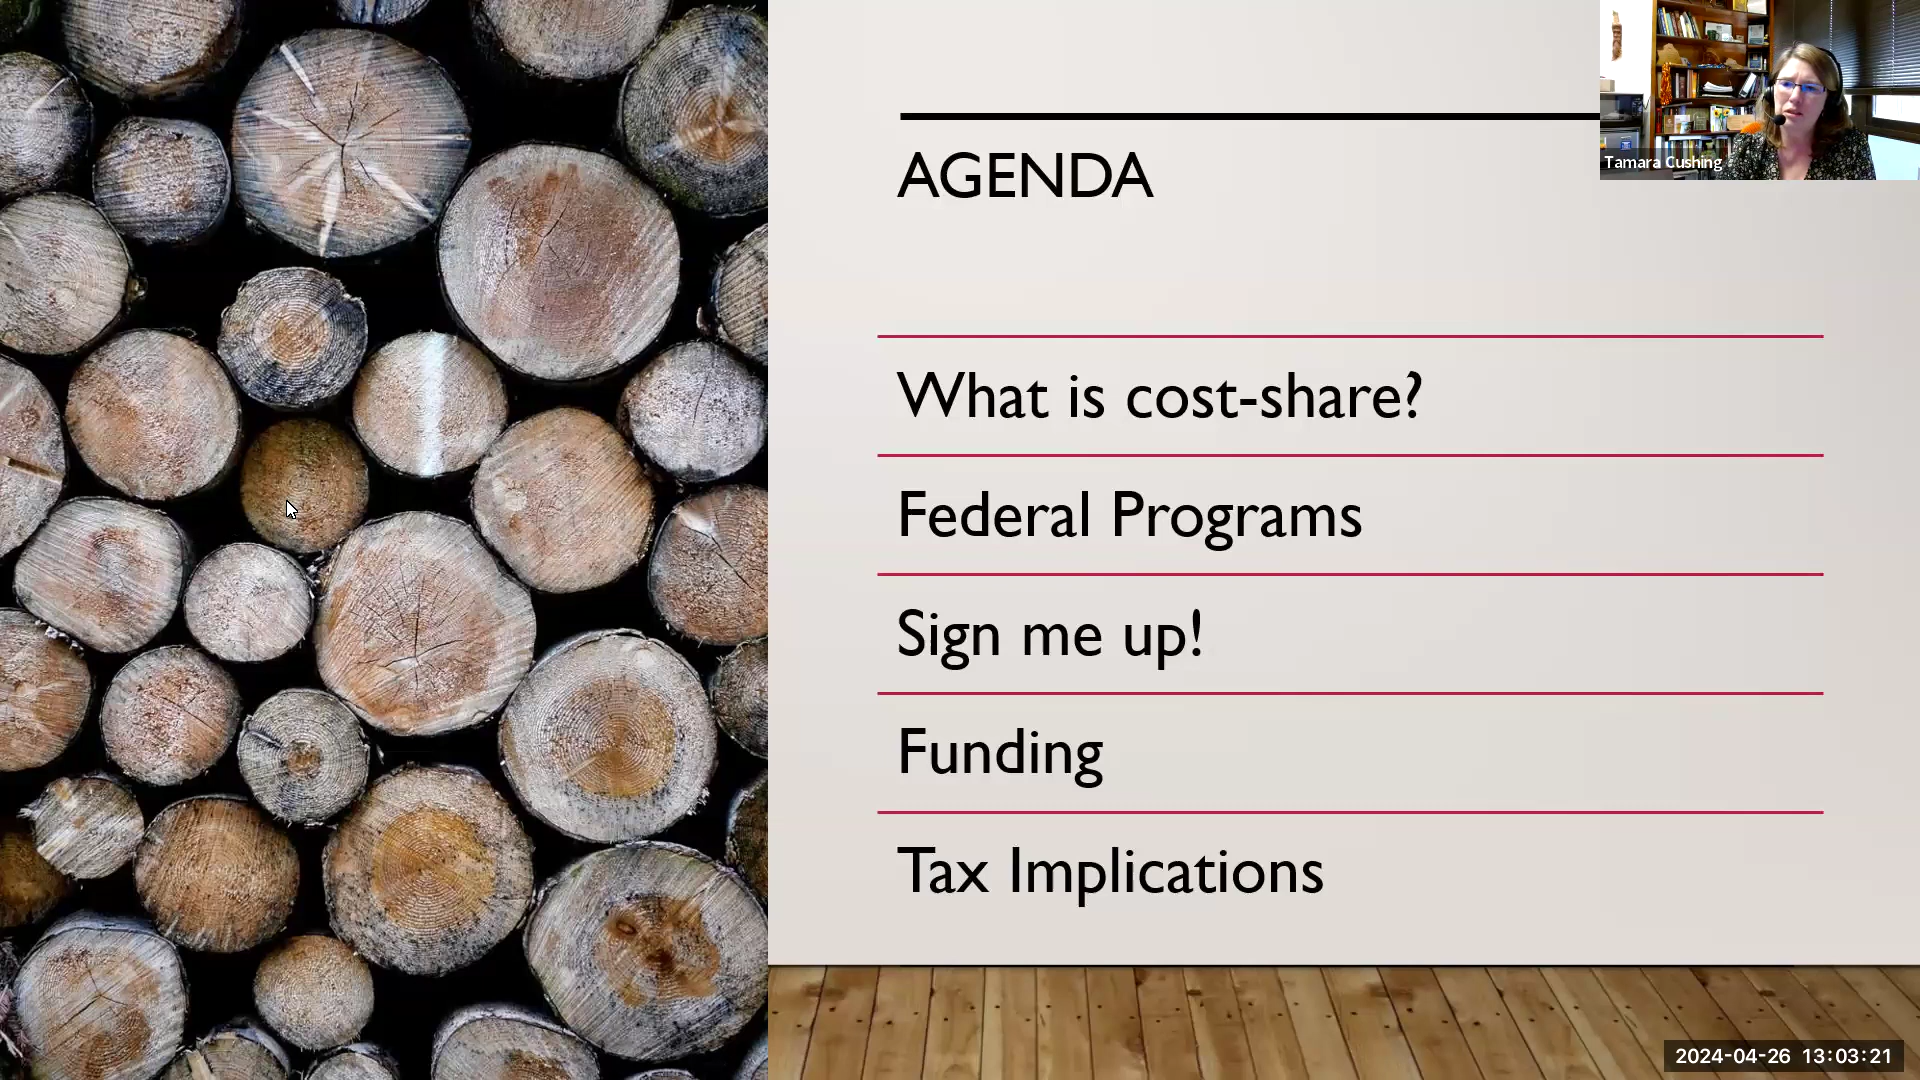 Tamara Cushing
AGENDA
What is cost-share?
Federal Programs
Sign me up!
Funding
Tax Implications
2024-04-26 13:03:21